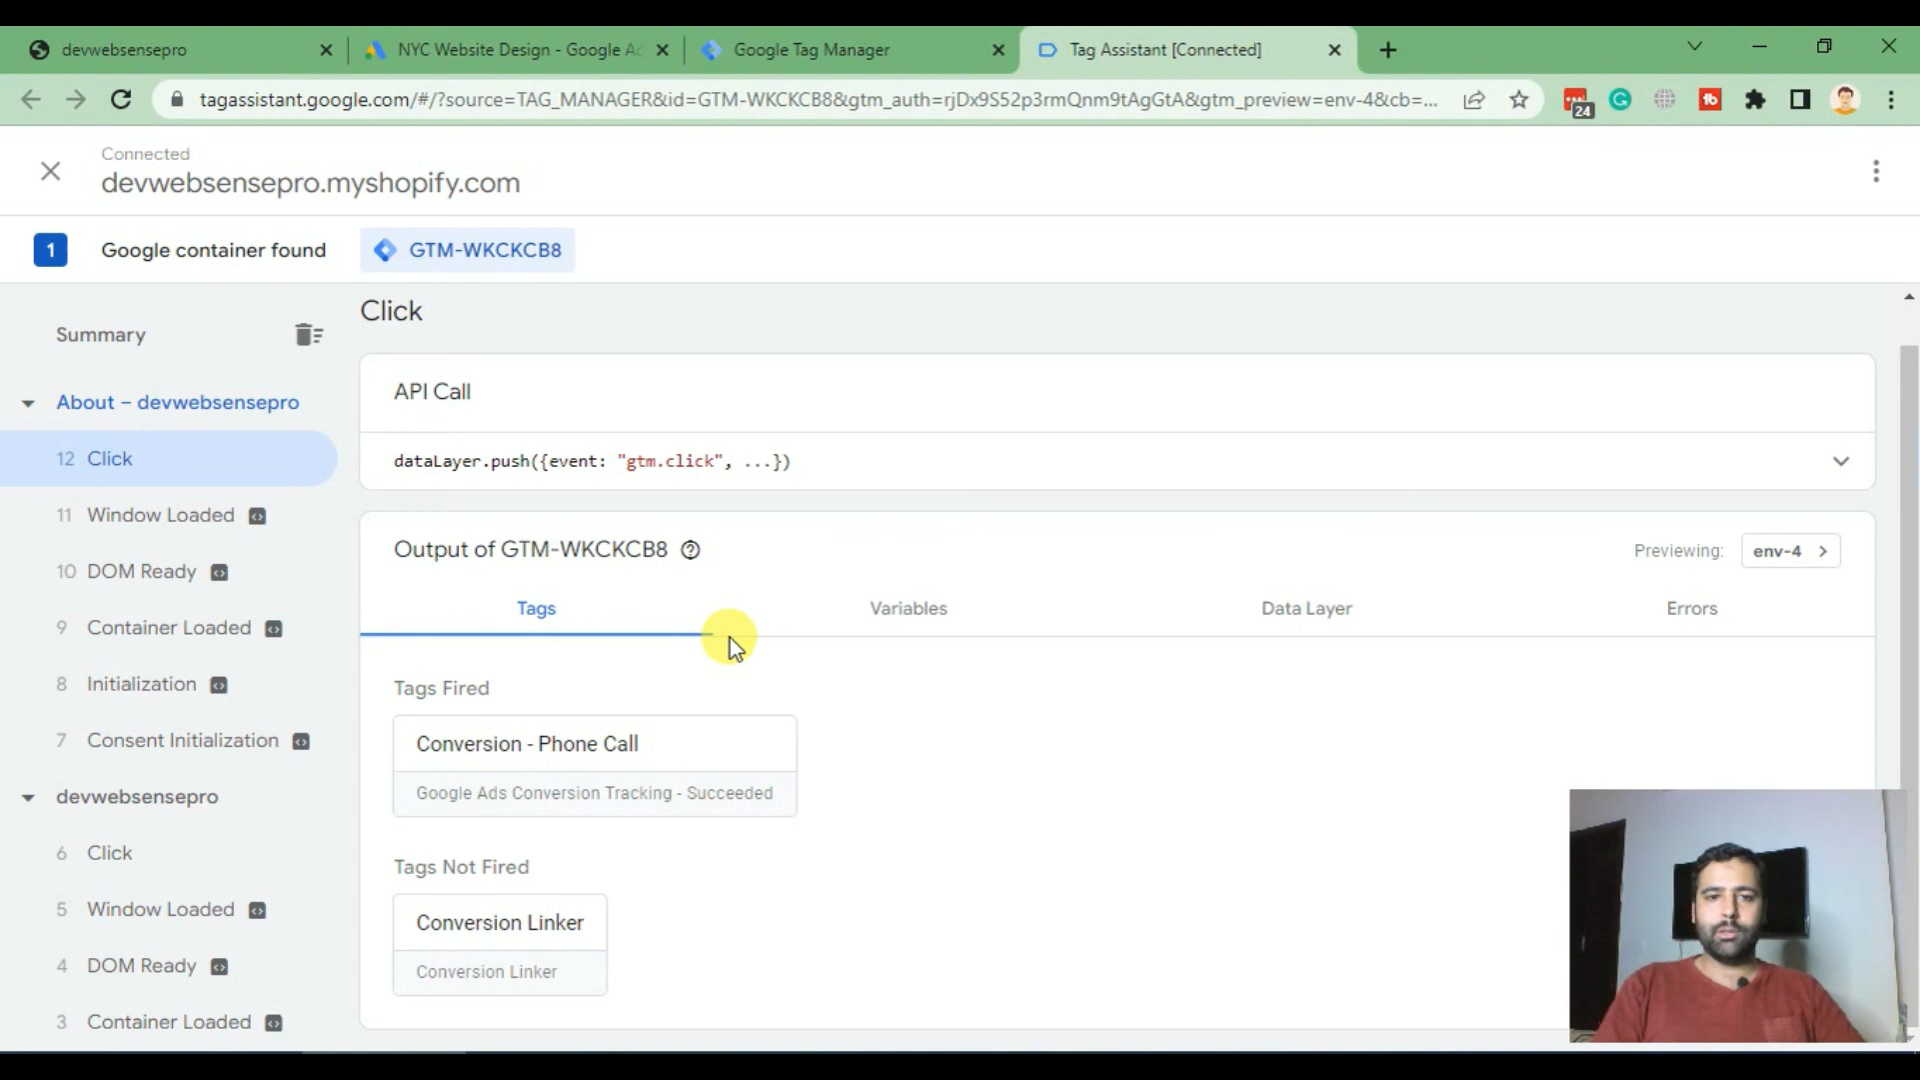 devwebsensepro
NYC Website Design - Google Ad
Google Tag Manager
Tag Assistant [Connected]
tagassistant.google.com/#/?source=TAG_MANAGER&id=GTM-WKCKCB8&gtm_auth=rjDx9S52p3rmQnm9tAgGtA&gtm_preview=env-4&cb=...
24
Connected
devwebsensepro.myshopify.com
1
Google container found
GTM-WKCKCB8
Summary
About – devwebsensepro
12 Click
11 Window Loaded
10 DOM Ready
9 Container Loaded
8 Initialization
7 Consent Initialization
devwebsensepro
6 Click
5 Window Loaded
4 DOM Ready
3 Container Loaded
Click
API Call
dataLayer.push({event: "gtm.click", ...})
Output of GTM-WKCKCB8
Previewing: env-4
Tags
Variables
Data Layer
Errors
Tags Fired
Conversion - Phone Call
Google Ads Conversion Tracking - Succeeded
Tags Not Fired
Conversion Linker
Conversion Linker